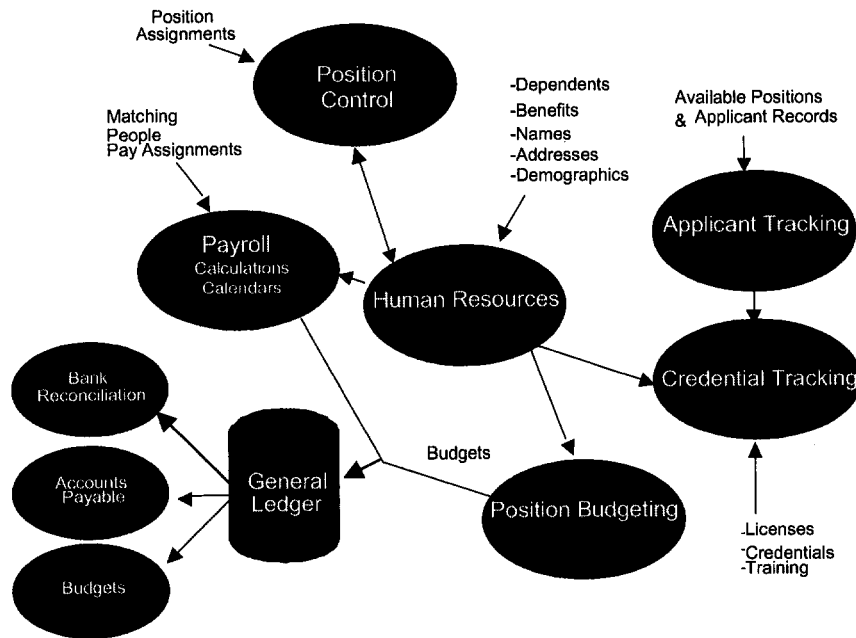 Position
Assignments
Position
Control
-Dependents
-Benefits
-Names
-Addresses
-Demographics
Available Positions
& Applicant Records
Matching
People
Pay Assignments
Applicant Tracking
Payroll
Calculations
Calendars
Human Resources
Credential Tracking
Bank
Reconciliation
Accounts
Payable
Budgets
General
Ledger
Budgets
Position Budgeting
-Licenses
-Credentials
-Training